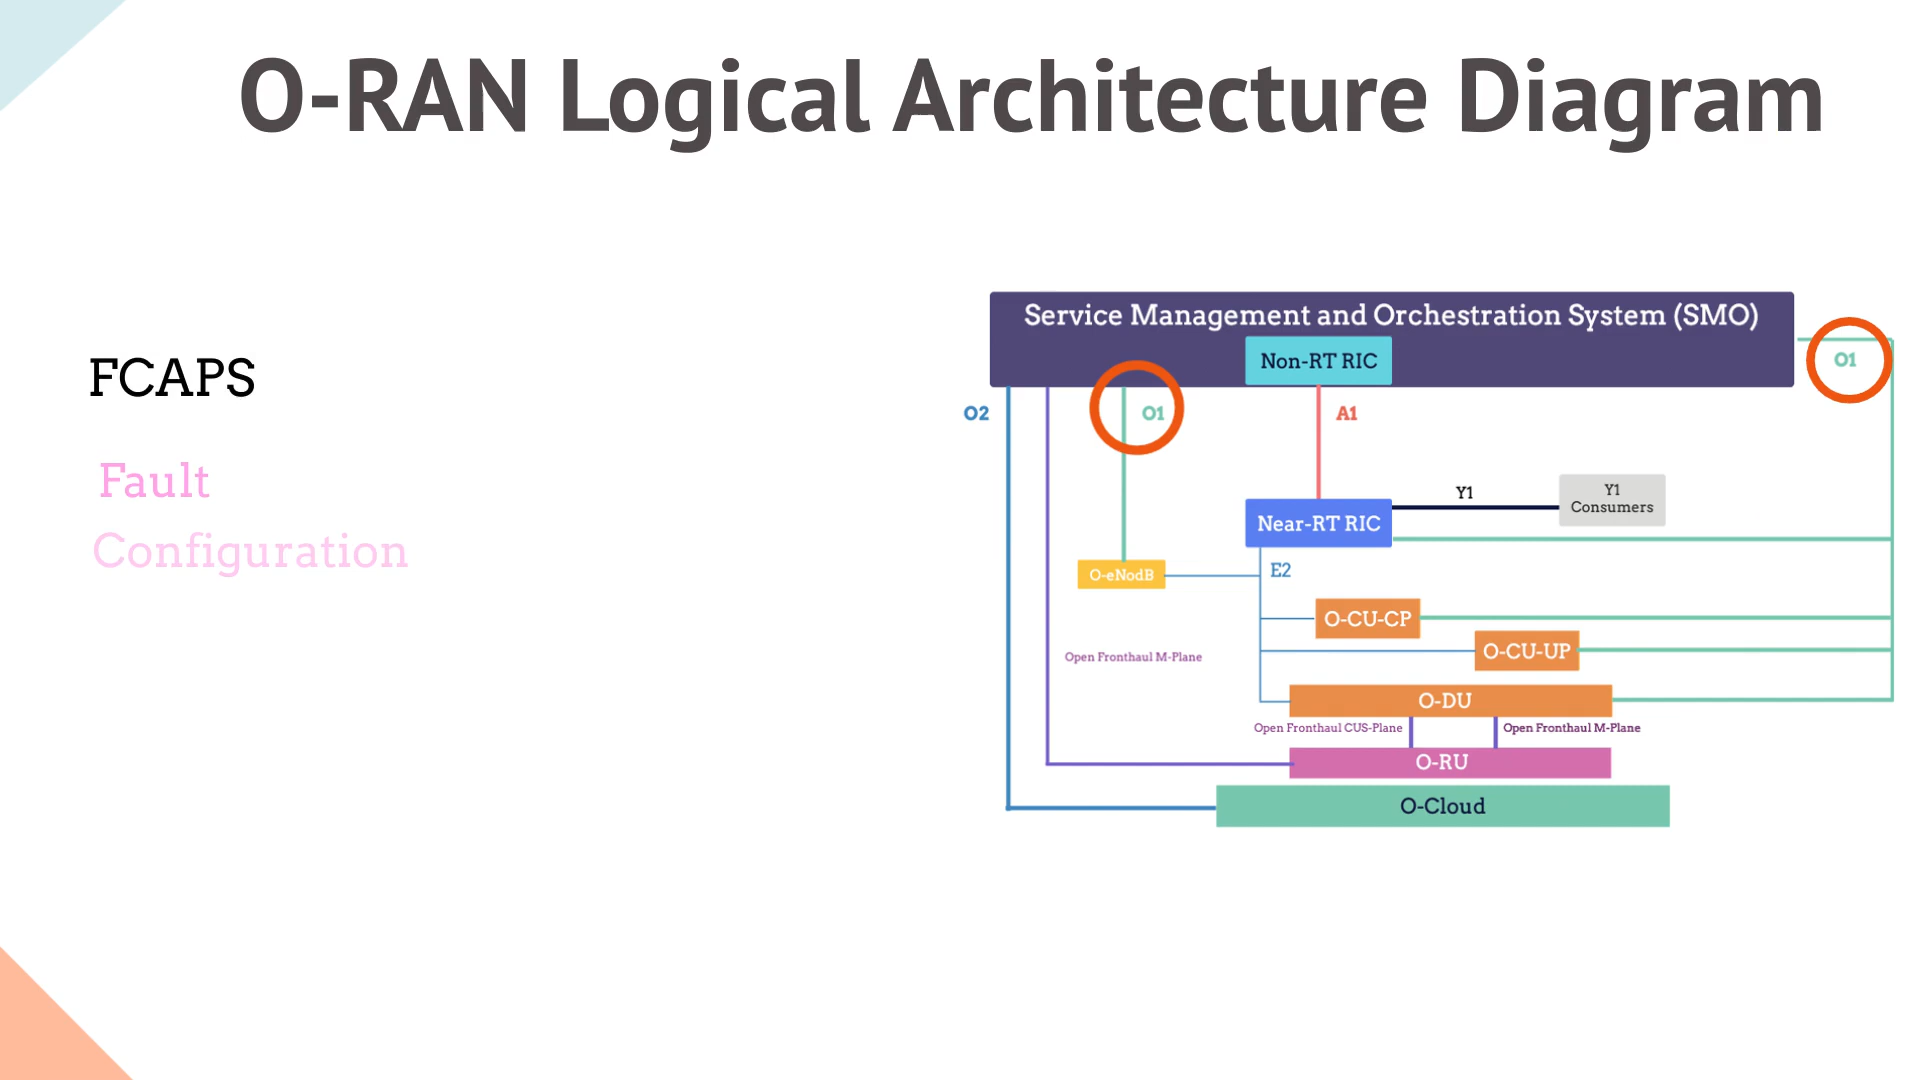 O-RAN Logical Architecture Diagram
FCAPS
Fault
Configuration
Service Management and Orchestration System (SMO)
Non-RT RIC
O1
O2
O1
A1
Y1
Y1
Consumers
Near-RT RIC
E2
O-eNodB
O-CU-CP
O-CU-UP
Open Fronthaul M-Plane
O-DU
Open Fronthaul CUS-Plane
Open Fronthaul M-Plane
O-RU
O-Cloud